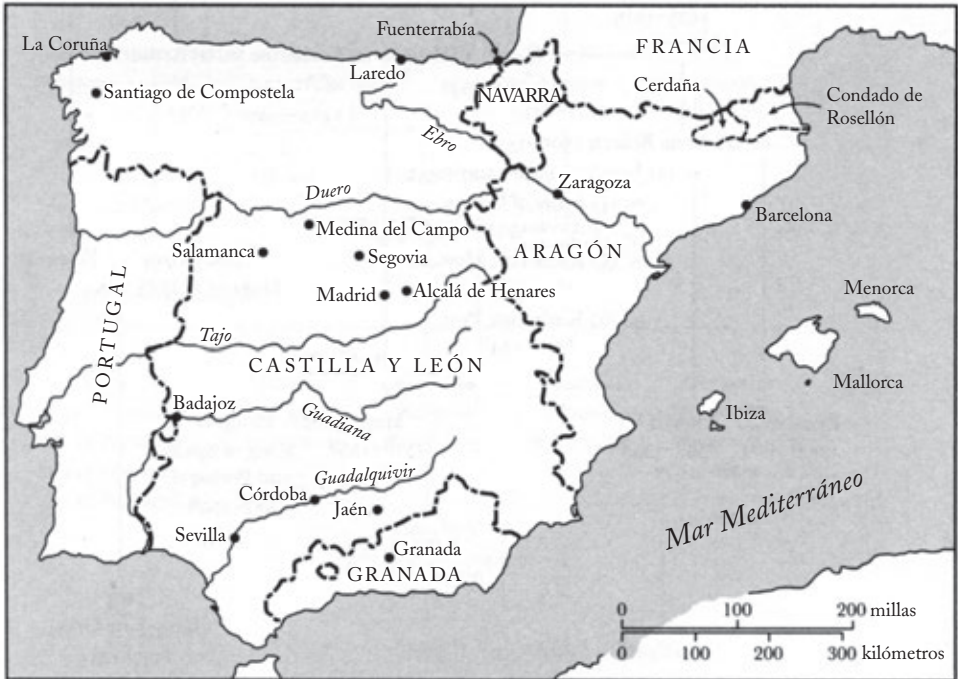 Fuenterrabía
La Coruña
FRANCIA
Laredo
Cerdaña
Santiago de Compostela
NAVARRA
Condado de
Rosellón
Ebro
Zaragoza
Duero
Barcelona
Medina del Campo
Salamanca
Segovia
ARAGÓN
Madrid
Alcalá de Henares
Menorca
PORTUGAL
Tajo
CASTILLA Y LEÓN
Mallorca
Badajoz
Guadiana
Ibiza
Guadalquivir
Córdoba
Jaén
Mar Mediterráneo
Sevilla
Granada
GRANADA
0 100 200 millas
0 100 200 300 kilómetros